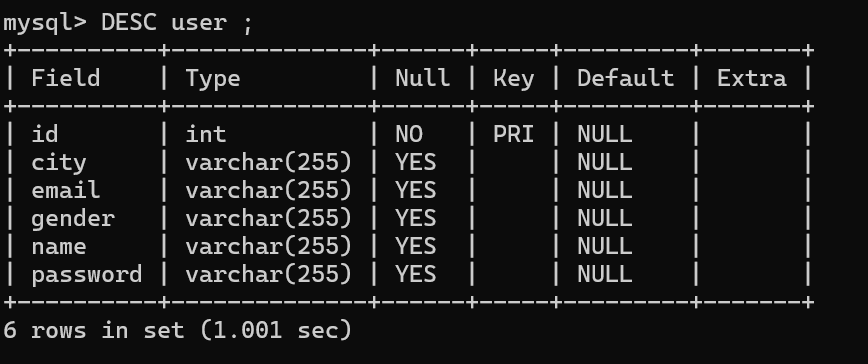 mysql> DESC user ;
+----------+--------------+------+-----+---------+-------+
| Field    | Type         | Null | Key | Default | Extra |
+----------+--------------+------+-----+---------+-------+
| id       | int          | NO   | PRI | NULL    |       |
| city     | varchar(255) | YES  |     | NULL    |       |
| email    | varchar(255) | YES  |     | NULL    |       |
| gender   | varchar(255) | YES  |     | NULL    |       |
| name     | varchar(255) | YES  |     | NULL    |       |
| password | varchar(255) | YES  |     | NULL    |       |
+----------+--------------+------+-----+---------+-------+
6 rows in set (1.001 sec)